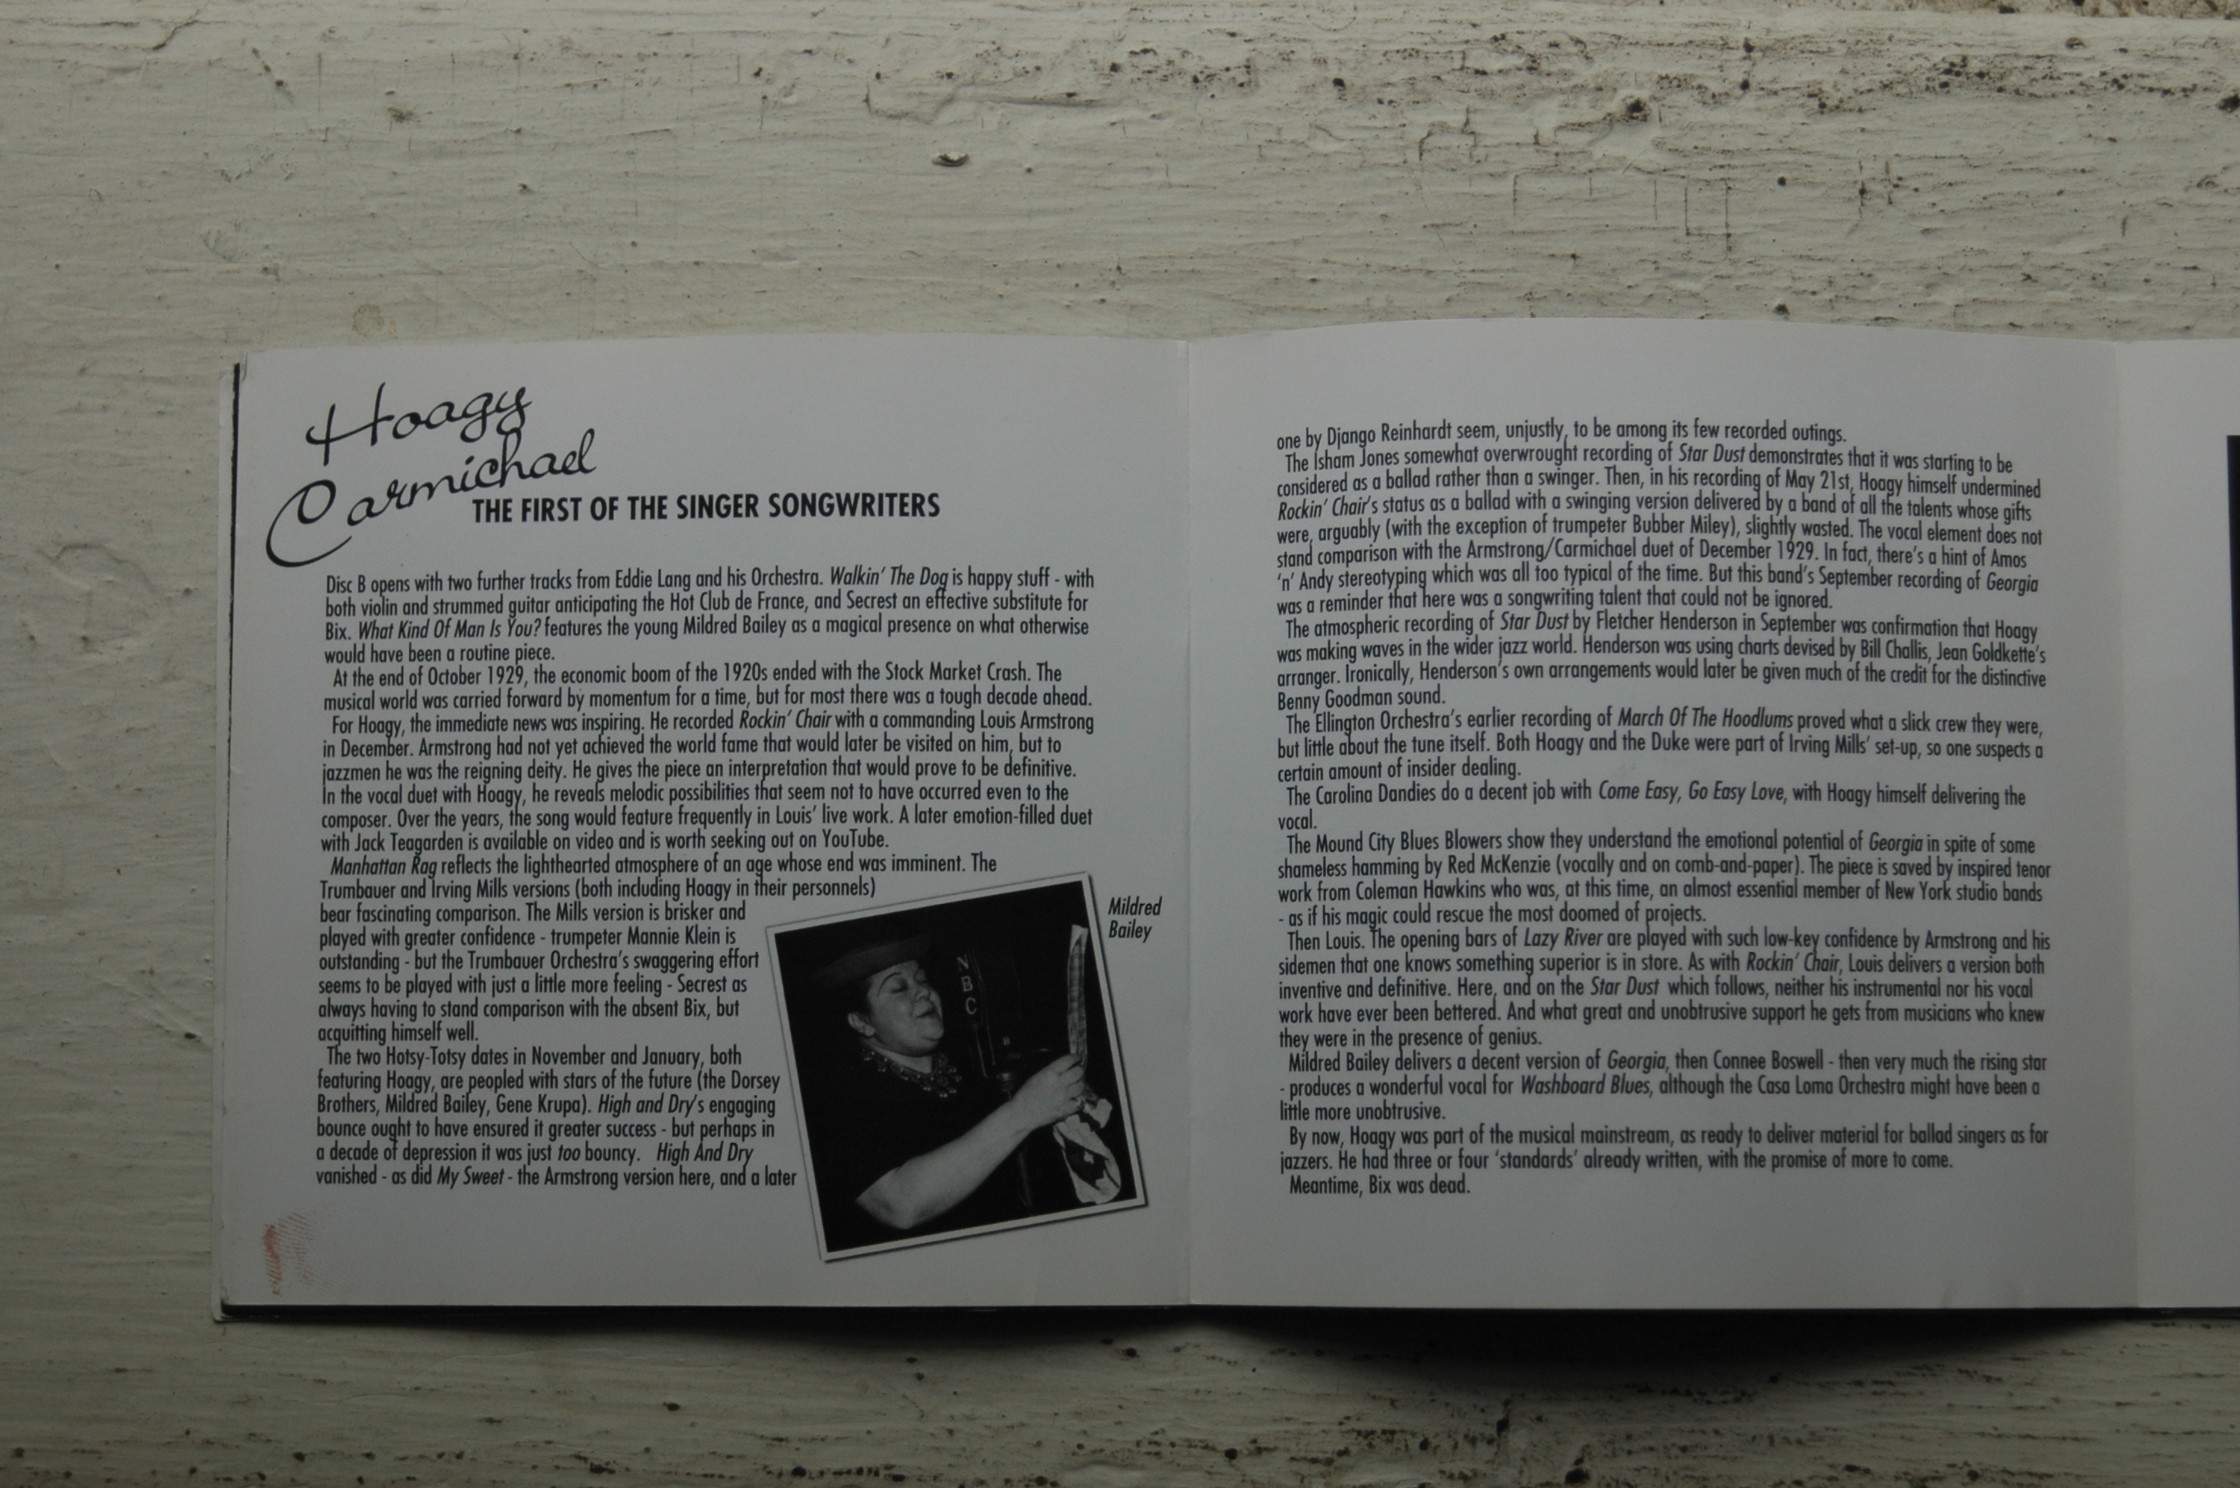 Hoagy
Carmichael
THE FIRST OF THE SINGER SONGWRITERS
Disc B opens with two further tracks from Eddie Lang and his Orchestra. Walkin' The Dog is happy stuff - with
both violin and strummed guitar anticipating the Hot Club de France, and Secrest an effective substitute for
Bix. What Kind Of Man Is You? features the young Mildred Bailey as a magical presence on what otherwise
would have been a routine piece.
At the end of October 1929, the economic boom of the 1920s ended with the Stock Market Crash. The
musical world was carried forward by momentum for a time, but for most there was a tough decade ahead.
For Hoagy, the immediate news was inspiring. He recorded Rockin' Chair with a commanding Louis Armstrong
in December. Armstrong had not yet achieved the world fame that would later be visited on him, but to
jazzmen he was the reigning deity. He gives the piece an interpretation that would prove to be definitive.
In the vocal duet with Hoagy, he reveals melodic possibilities that seem not to have occurred even to the
composer. Over the years, the song would feature frequently in Louis' live work. A later emotion-filled duet
with Jack Teagarden is available on video and is worth seeking out on YouTube.
Manhattan Rag reflects the lighthearted atmosphere of an age whose end was imminent. The
Trumbauer and Irving Mills versions (both including Hoagy in their personnels)
bear fascinating comparison. The Mills version is brisker and
played with greater confidence - trumpeter Mannie Klein is
outstanding - but the Trumbauer Orchestra's swaggering effort
seems to be played with just a little more feeling - Secrest as
always having to stand comparison with the absent Bix, but
acquitting himself well.
The two Hotsy-Totsy dates in November and January, both
featuring Hoagy, are peopled with stars of the future (the Dorsey
Brothers, Mildred Bailey, Gene Krupa). High and Dry's engaging
bounce ought to have ensured it greater success - but perhaps in
a decade of depression it was just too bouncy. High And Dry
vanished - as did My Sweet - the Armstrong version here, and a later
Mildred
Bailey
NBC
one by Django Reinhardt seem, unjustly, to be among its few recorded outings.
The Isham Jones somewhat overwrought recording of Star Dust demonstrates that it was starting to be
considered as a ballad rather than a swinger. Then, in his recording of May 21st, Hoagy himself undermined
Rockin' Chair's status as a ballad with a swinging version delivered by a band of all the talents whose gifts
were, arguably (with the exception of trumpeter Bubber Miley), slightly wasted. The vocal element does not
stand comparison with the Armstrong/Carmichael duet of December 1929. In fact, there's a hint of Amos
'n' Andy stereotyping which was all too typical of the time. But this band's September recording of Georgia
was a reminder that here was a songwriting talent that could not be ignored.
The atmospheric recording of Star Dust by Fletcher Henderson in September was confirmation that Hoagy
was making waves in the wider jazz world. Henderson was using charts devised by Bill Challis, Jean Goldkette's
arranger. Ironically, Henderson's own arrangements would later be given much of the credit for the distinctive
Benny Goodman sound.
The Ellington Orchestra's earlier recording of March Of The Hoodlums proved what a slick crew they were,
but little about the tune itself. Both Hoagy and the Duke were part of Irving Mills' set-up, so one suspects a
certain amount of insider dealing.
The Carolina Dandies do a decent job with Come Easy, Go Easy Love, with Hoagy himself delivering the
vocal.
The Mound City Blues Blowers show they understand the emotional potential of Georgia in spite of some
shameless hamming by Red McKenzie (vocally and on comb-and-paper). The piece is saved by inspired tenor
work from Coleman Hawkins who was, at this time, an almost essential member of New York studio bands
- as if his magic could rescue the most doomed of projects.
Then Louis. The opening bars of Lazy River are played with such low-key confidence by Armstrong and his
sidemen that one knows something superior is in store. As with Rockin' Chair, Louis delivers a version both
inventive and definitive. Here, and on the Star Dust which follows, neither his instrumental nor his vocal
work have ever been bettered. And what great and unobtrusive support he gets from musicians who knew
they were in the presence of genius.
Mildred Bailey delivers a decent version of Georgia, then Connee Boswell - then very much the rising star
- produces a wonderful vocal for Washboard Blues, although the Casa Loma Orchestra might have been a
little more unobtrusive.
By now, Hoagy was part of the musical mainstream, as ready to deliver material for ballad singers as for
jazzers. He had three or four 'standards' already written, with the promise of more to come.
Meantime, Bix was dead.